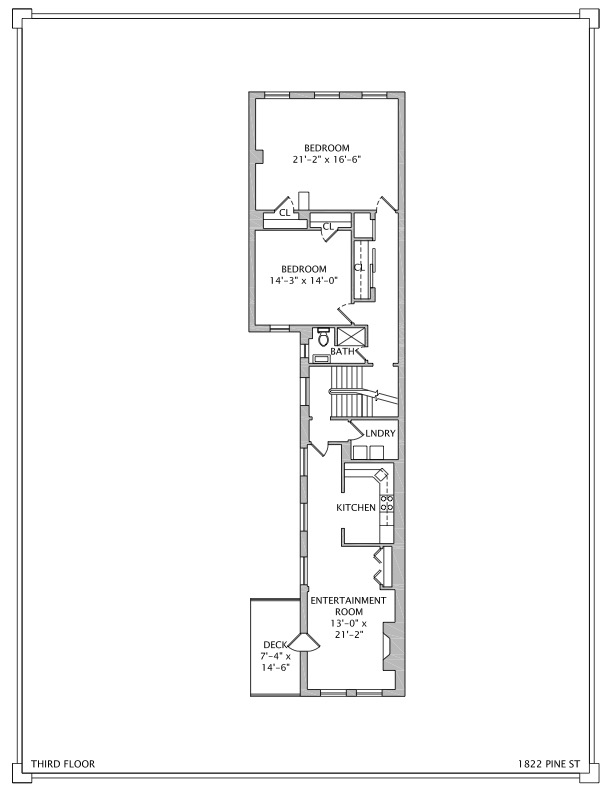 BEDROOM
21'-2" x 16'-6"
CL
CL
BEDROOM
14'-3" x 14'-0"
CL
BATH
LNDRY
KITCHEN
ENTERTAINMENT
ROOM
13'-0" x
21'-2"
DECK
7'-4" x
14'-6"
THIRD FLOOR
1822 PINE ST